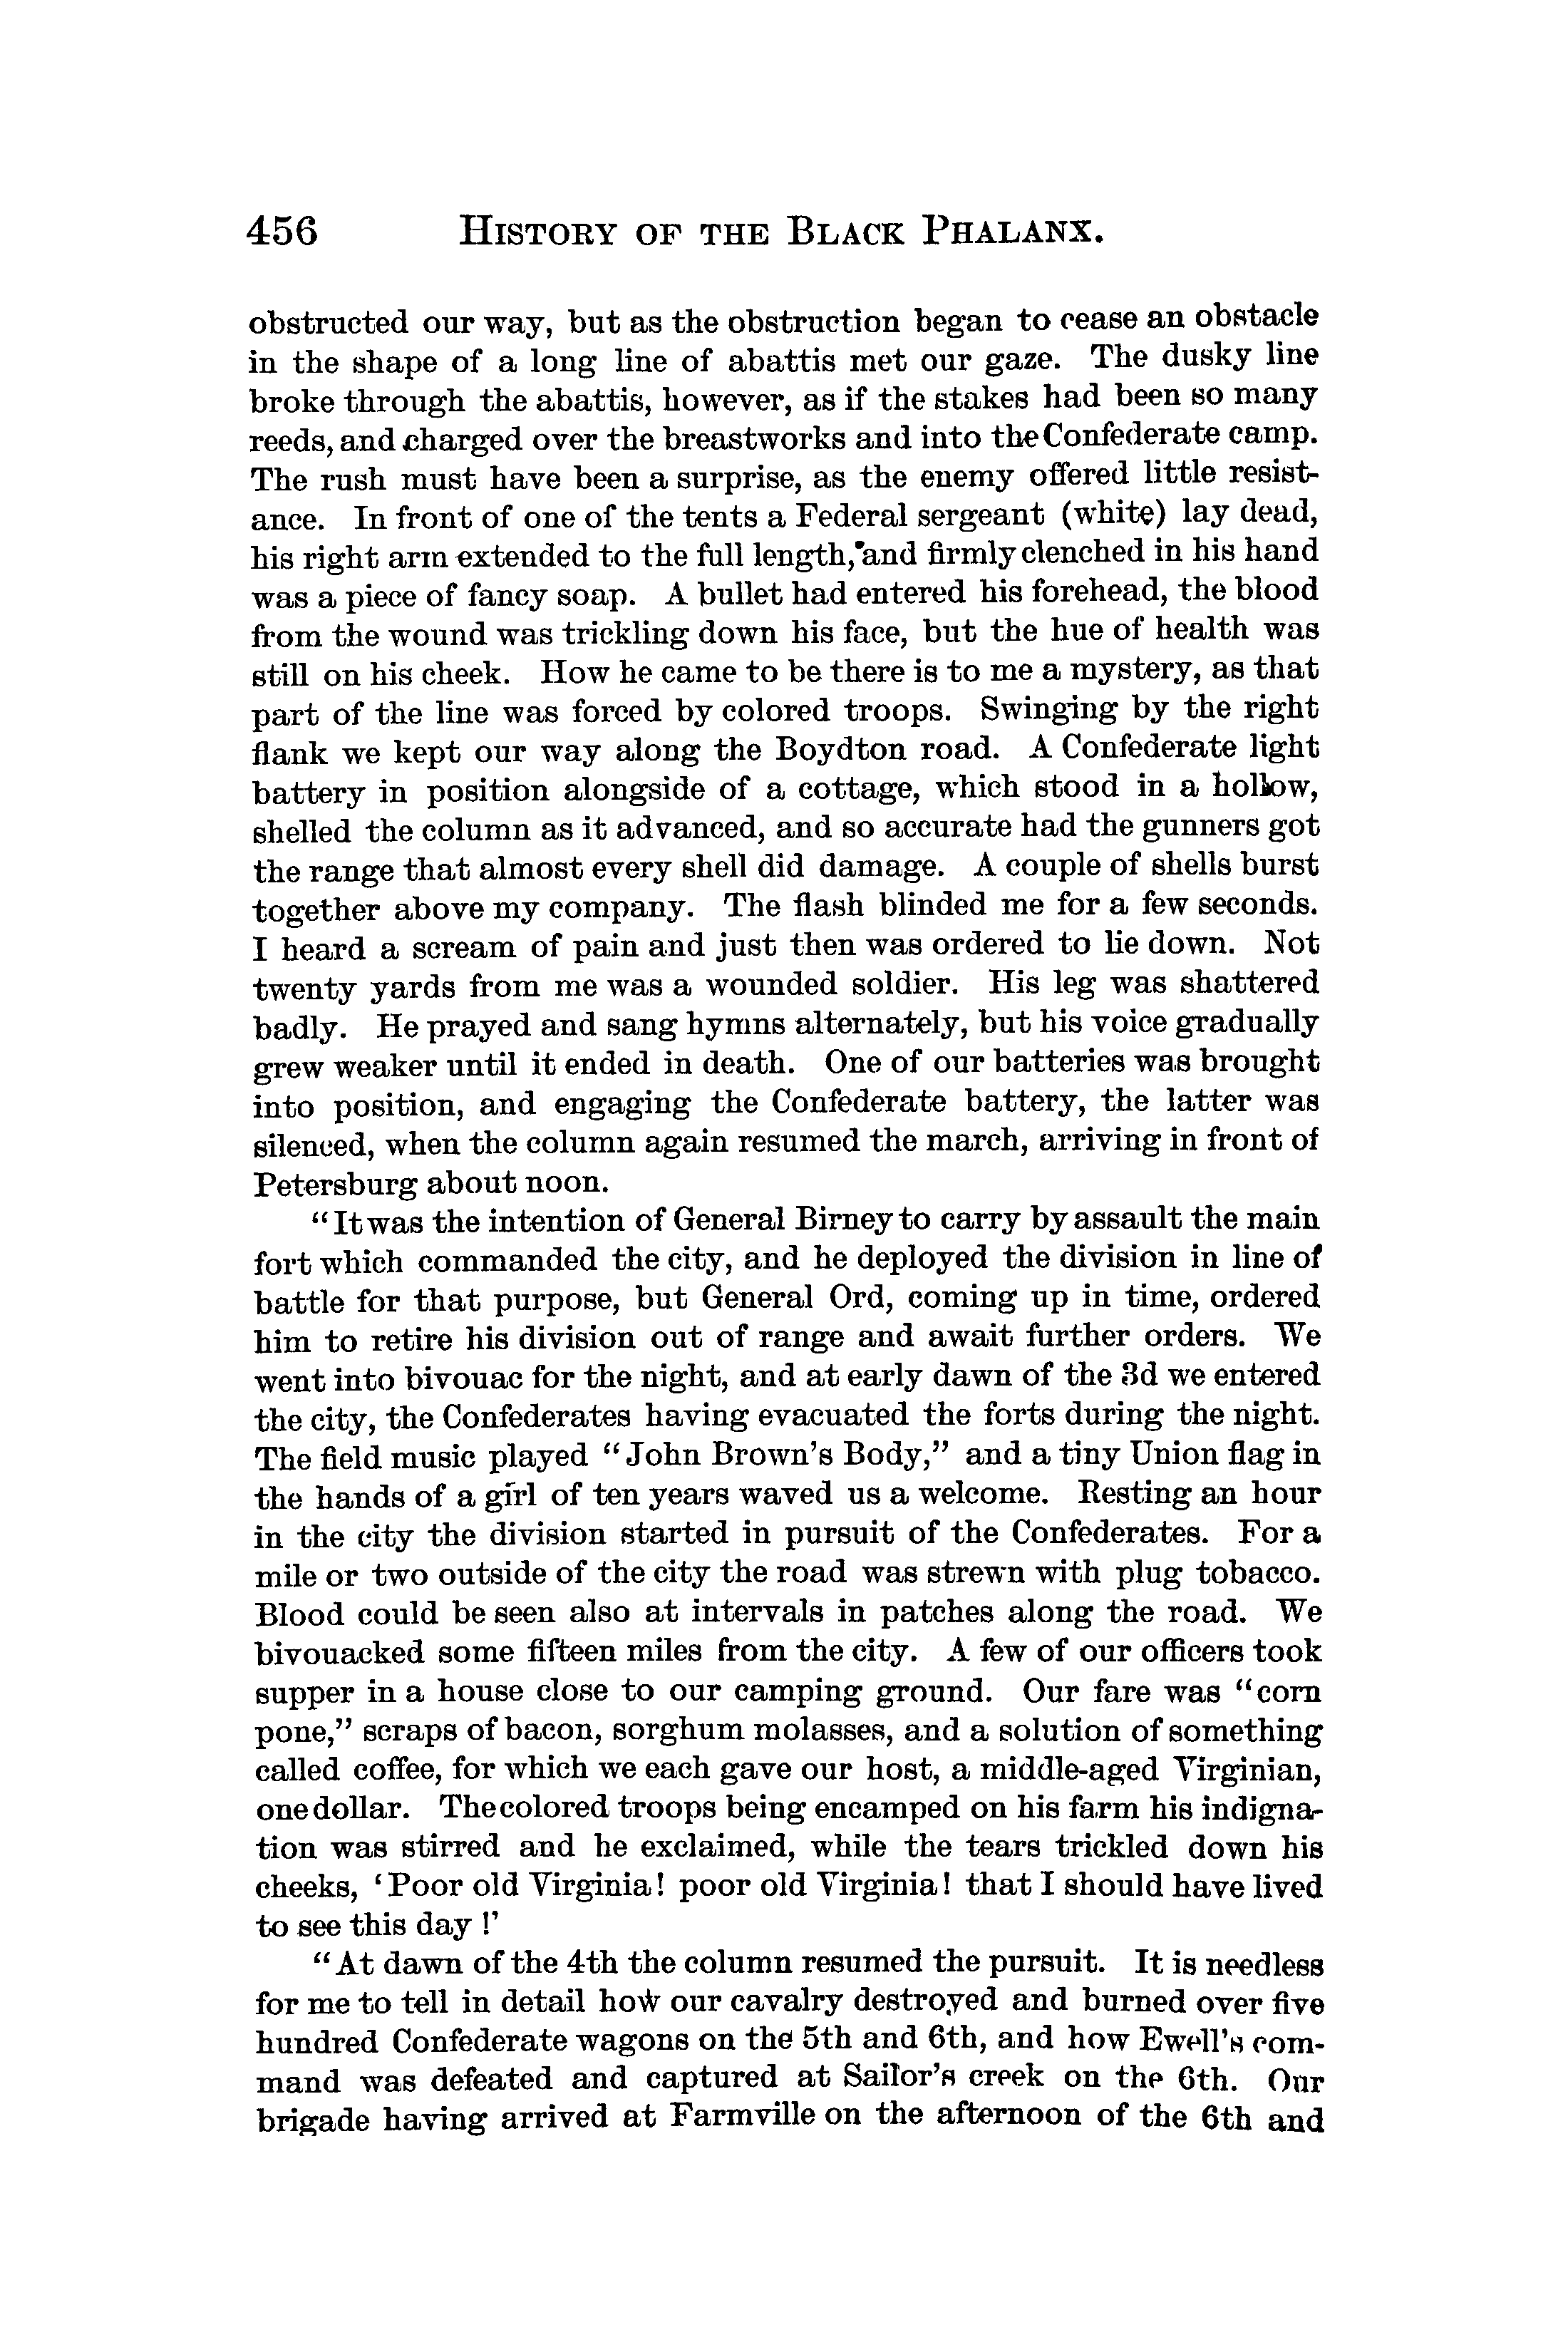 456 HISTORY OF THE BLACK PHALANX.
obstructed our way, but as the obstruction began to cease an obstacle
in the shape of a long line of abattis met our gaze. The dusky line
broke through the abattis, however, as if the stakes had been so many
reeds, and charged over the breastworks and into the Confederate camp.
The rush must have been a surprise, as the enemy offered little resist-
ance. In front of one of the tents a Federal sergeant (white) lay dead,
his right arm extended to the full length, and firmly clenched in his hand
was a piece of fancy soap. A bullet had entered his forehead, the blood
from the wound was trickling down his face, but the hue of health was
still on his cheek. How he came to be there is to me a mystery, as that
part of the line was forced by colored troops. Swinging by the right
flank we kept our way along the Boydton road. A Confederate light
battery in position alongside of a cottage, which stood in a hollow,
shelled the column as it advanced, and so accurate had the gunners got
the range that almost every shell did damage. A couple of shells burst
together above my company. The flash blinded me for a few seconds.
I heard a scream of pain and just then was ordered to lie down. Not
twenty yards from me was a wounded soldier. His leg was shattered
badly. He prayed and sang hymns alternately, but his voice gradually
grew weaker until it ended in death. One of our batteries was brought
into position, and engaging the Confederate battery, the latter was
silenced, when the column again resumed the march, arriving in front of
Petersburg about noon.
"It was the intention of General Birney to carry by assault the main
fort which commanded the city, and he deployed the division in line of
battle for that purpose, but General Ord, coming up in time, ordered
him to retire his division out of range and await further orders. We
went into bivouac for the night, and at early dawn of the 3d we entered
the city, the Confederates having evacuated the forts during the night.
The field music played "John Brown's Body," and a tiny Union flag in
the hands of a girl of ten years waved us a welcome. Resting an hour
in the city the division started in pursuit of the Confederates. For a
mile or two outside of the city the road was strewn with plug tobacco.
Blood could be seen also at intervals in patches along the road. We
bivouacked some fifteen miles from the city. A few of our officers took
supper in a house close to our camping ground. Our fare was "corn
pone," scraps of bacon, sorghum molasses, and a solution of something
called coffee, for which we each gave our host, a middle-aged Virginian,
one dollar. The colored troops being encamped on his farm his indigna-
tion was stirred and he exclaimed, while the tears trickled down his
cheeks, 'Poor old Virginia! poor old Virginia! that I should have lived
to see this day!'
"At dawn of the 4th the column resumed the pursuit. It is needless
for me to tell in detail how our cavalry destroyed and burned over five
hundred Confederate wagons on the 5th and 6th, and how Ewell's com-
mand was defeated and captured at Sailor's creek on the 6th. Our
brigade having arrived at Farmville on the afternoon of the 6th and